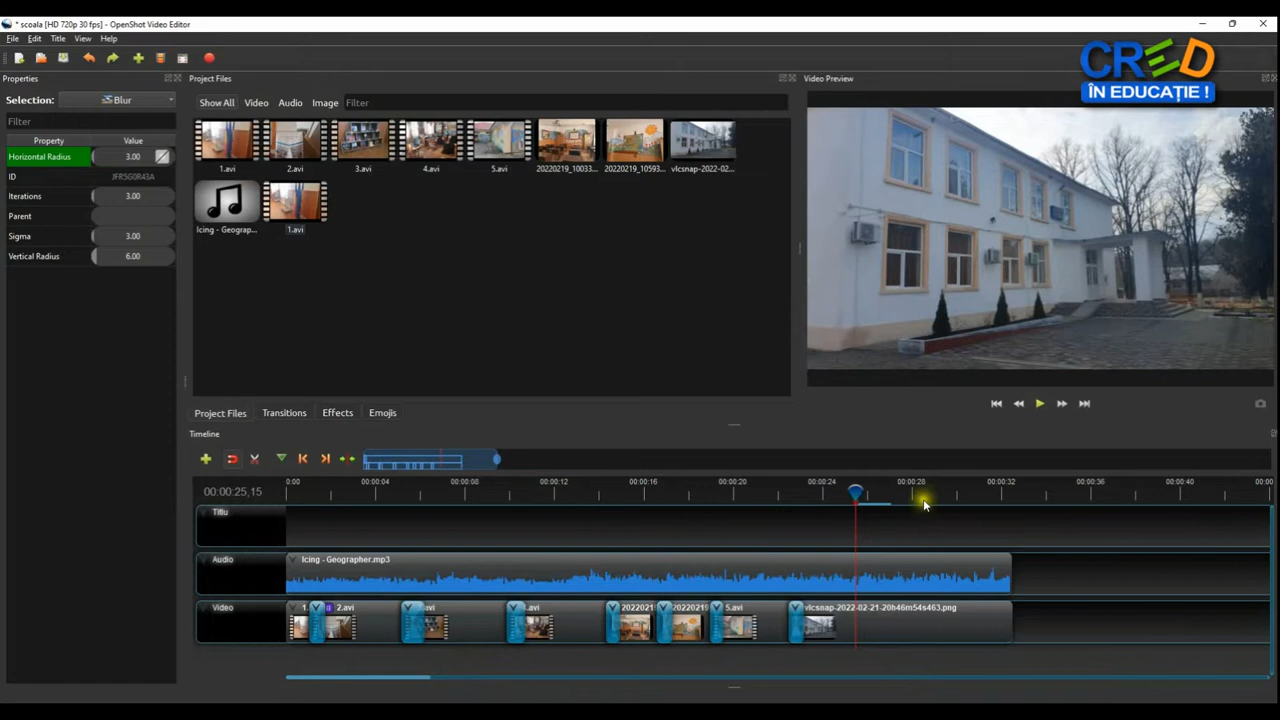 * scoala [HD 720p 30 fps] - OpenShot Video Editor
File Edit Title View Help
CRED
ÎN EDUCAȚIE !
Properties
Selection: Blur
Filter
Property Value
Horizontal Radius 3.00
ID JFR5G0R43A
Iterations 3.00
Parent
Sigma 3.00
Vertical Radius 6.00
Project Files
Show All Video Audio Image Filter
1.avi 2.avi 3.avi 4.avi 5.avi 20220219_10033... 20220219_10593... vlcsnap-2022-02...
Icing - Geograp... 1.avi
Project Files Transitions Effects Emojis
Video Preview
Timeline
00:00:25,15
0:00 00:00:04 00:00:08 00:00:12 00:00:16 00:00:20 00:00:24 00:00:28 00:00:32 00:00:36 00:00:40 00:0
Titlu
Audio Icing - Geographer.mp3
Video 1. 2.avi .avi .avi 20220219 20220219 5.avi vlcsnap-2022-02-21-20h46m54s463.png